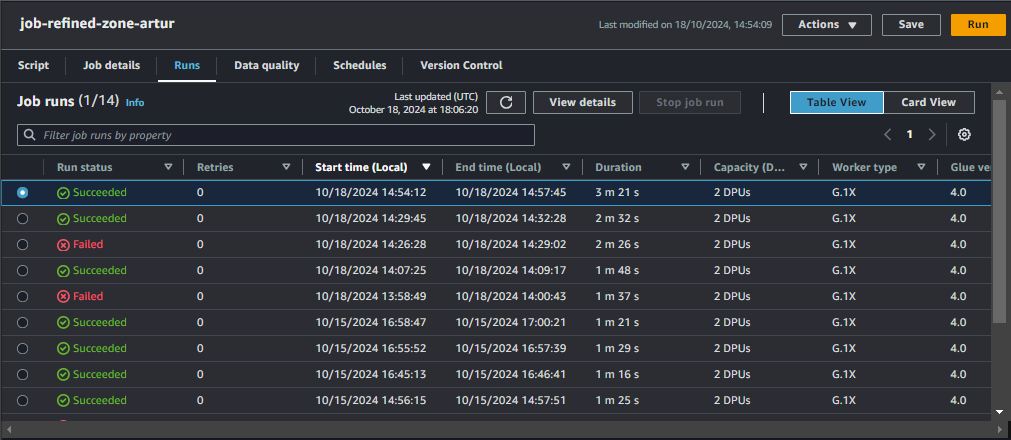 job-refined-zone-artur
Last modified on 18/10/2024, 14:54:09 Actions Save Run
Script Job details Runs Data quality Schedules Version Control
Job runs (1/14) Info
Last updated (UTC)
October 18, 2024 at 18:06:20
View details Stop job run Table View Card View
Filter job runs by property
1
Run status Retries Start time (Local) End time (Local) Duration Capacity (D... Worker type Glue ve
Succeeded 0 10/18/2024 14:54:12 10/18/2024 14:57:45 3 m 21 s 2 DPUs G.1X 4.0
Succeeded 0 10/18/2024 14:29:45 10/18/2024 14:32:28 2 m 32 s 2 DPUs G.1X 4.0
Failed 0 10/18/2024 14:26:28 10/18/2024 14:29:02 2 m 26 s 2 DPUs G.1X 4.0
Succeeded 0 10/18/2024 14:07:25 10/18/2024 14:09:17 1 m 48 s 2 DPUs G.1X 4.0
Failed 0 10/18/2024 13:58:49 10/18/2024 14:00:43 1 m 37 s 2 DPUs G.1X 4.0
Succeeded 0 10/15/2024 16:58:47 10/15/2024 17:00:21 1 m 21 s 2 DPUs G.1X 4.0
Succeeded 0 10/15/2024 16:55:52 10/15/2024 16:57:39 1 m 29 s 2 DPUs G.1X 4.0
Succeeded 0 10/15/2024 16:45:13 10/15/2024 16:46:41 1 m 16 s 2 DPUs G.1X 4.0
Succeeded 0 10/15/2024 14:56:15 10/15/2024 14:57:51 1 m 25 s 2 DPUs G.1X 4.0